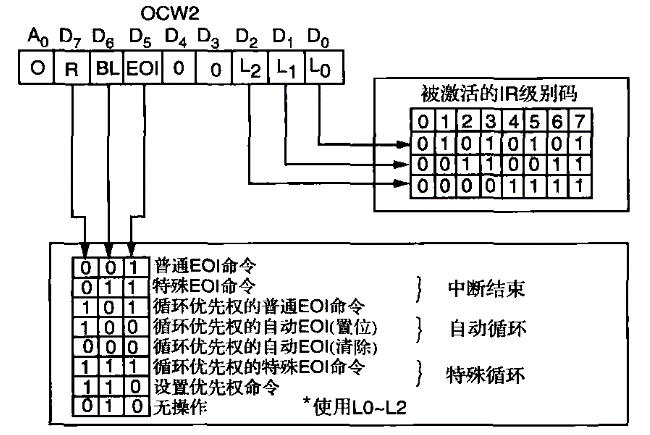 OCW2
A0 D7 D6 D5 D4 D3 D2 D1 D0
O R BL EOI 0 0 L2 L1 L0
被激活的IR级别码
0 1 2 3 4 5 6 7
0 1 0 1 0 1 0 1
0 0 1 1 0 0 1 1
0 0 0 0 1 1 1 1
0 0 1 普通EOI命令
0 1 1 特殊EOI命令
} 中断结束
1 0 1 循环优先权的普通EOI命令
1 0 0 循环优先权的自动EOI(置位)
} 自动循环
0 0 0 循环优先权的自动EOI(清除)
1 1 1 循环优先权的特殊EOI命令
} 特殊循环
1 1 0 设置优先权命令
0 1 0 无操作 *使用L0~L2